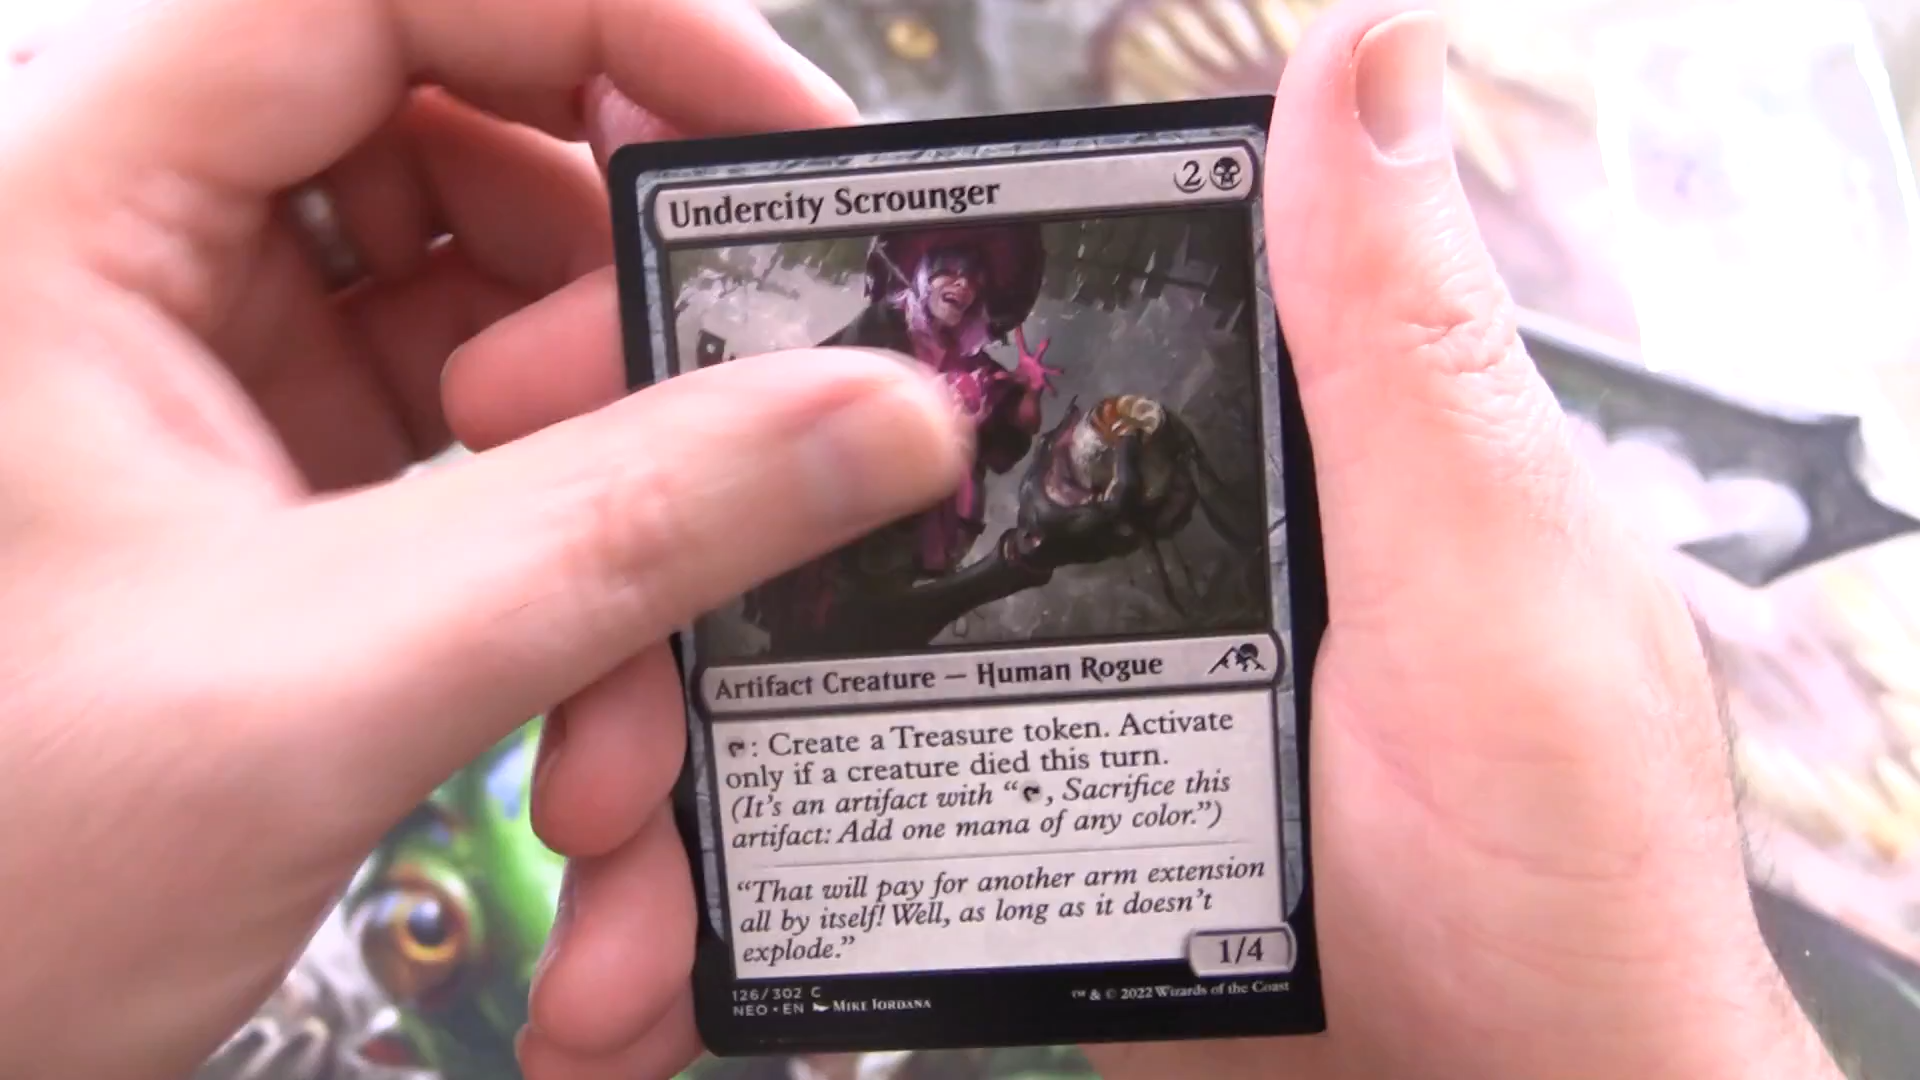 Undercity Scrounger 2
Artifact Creature — Human Rogue
: Create a Treasure token. Activate
only if a creature died this turn.
(It's an artifact with “ , Sacrifice this
artifact: Add one mana of any color.”)
“That will pay for another arm extension
all by itself! Well, as long as it doesn't
explode.”
1/4
126/302 C
NEO • EN Mike Jordana
™ & © 2022 Wizards of the Coast